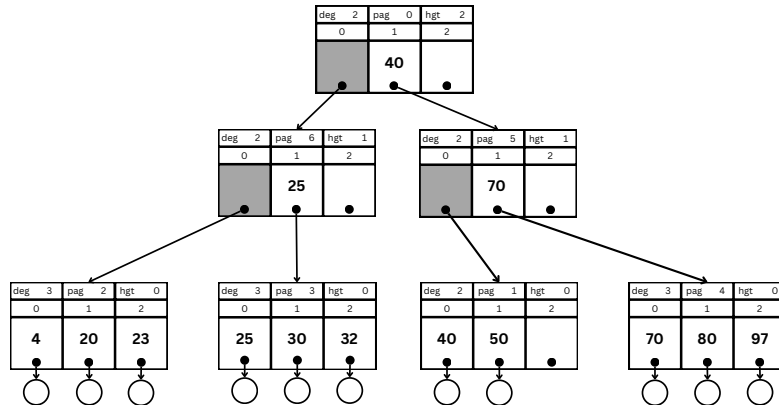 deg 2 pag 0 hgt 2
0 1 2
40
deg 2 pag 6 hgt 1
0 1 2
25
deg 2 pag 5 hgt 1
0 1 2
70
deg 3 pag 2 hgt 0
0 1 2
4 20 23
deg 3 pag 3 hgt 0
0 1 2
25 30 32
deg 2 pag 1 hgt 0
0 1 2
40 50
deg 3 pag 4 hgt 0
0 1 2
70 80 97